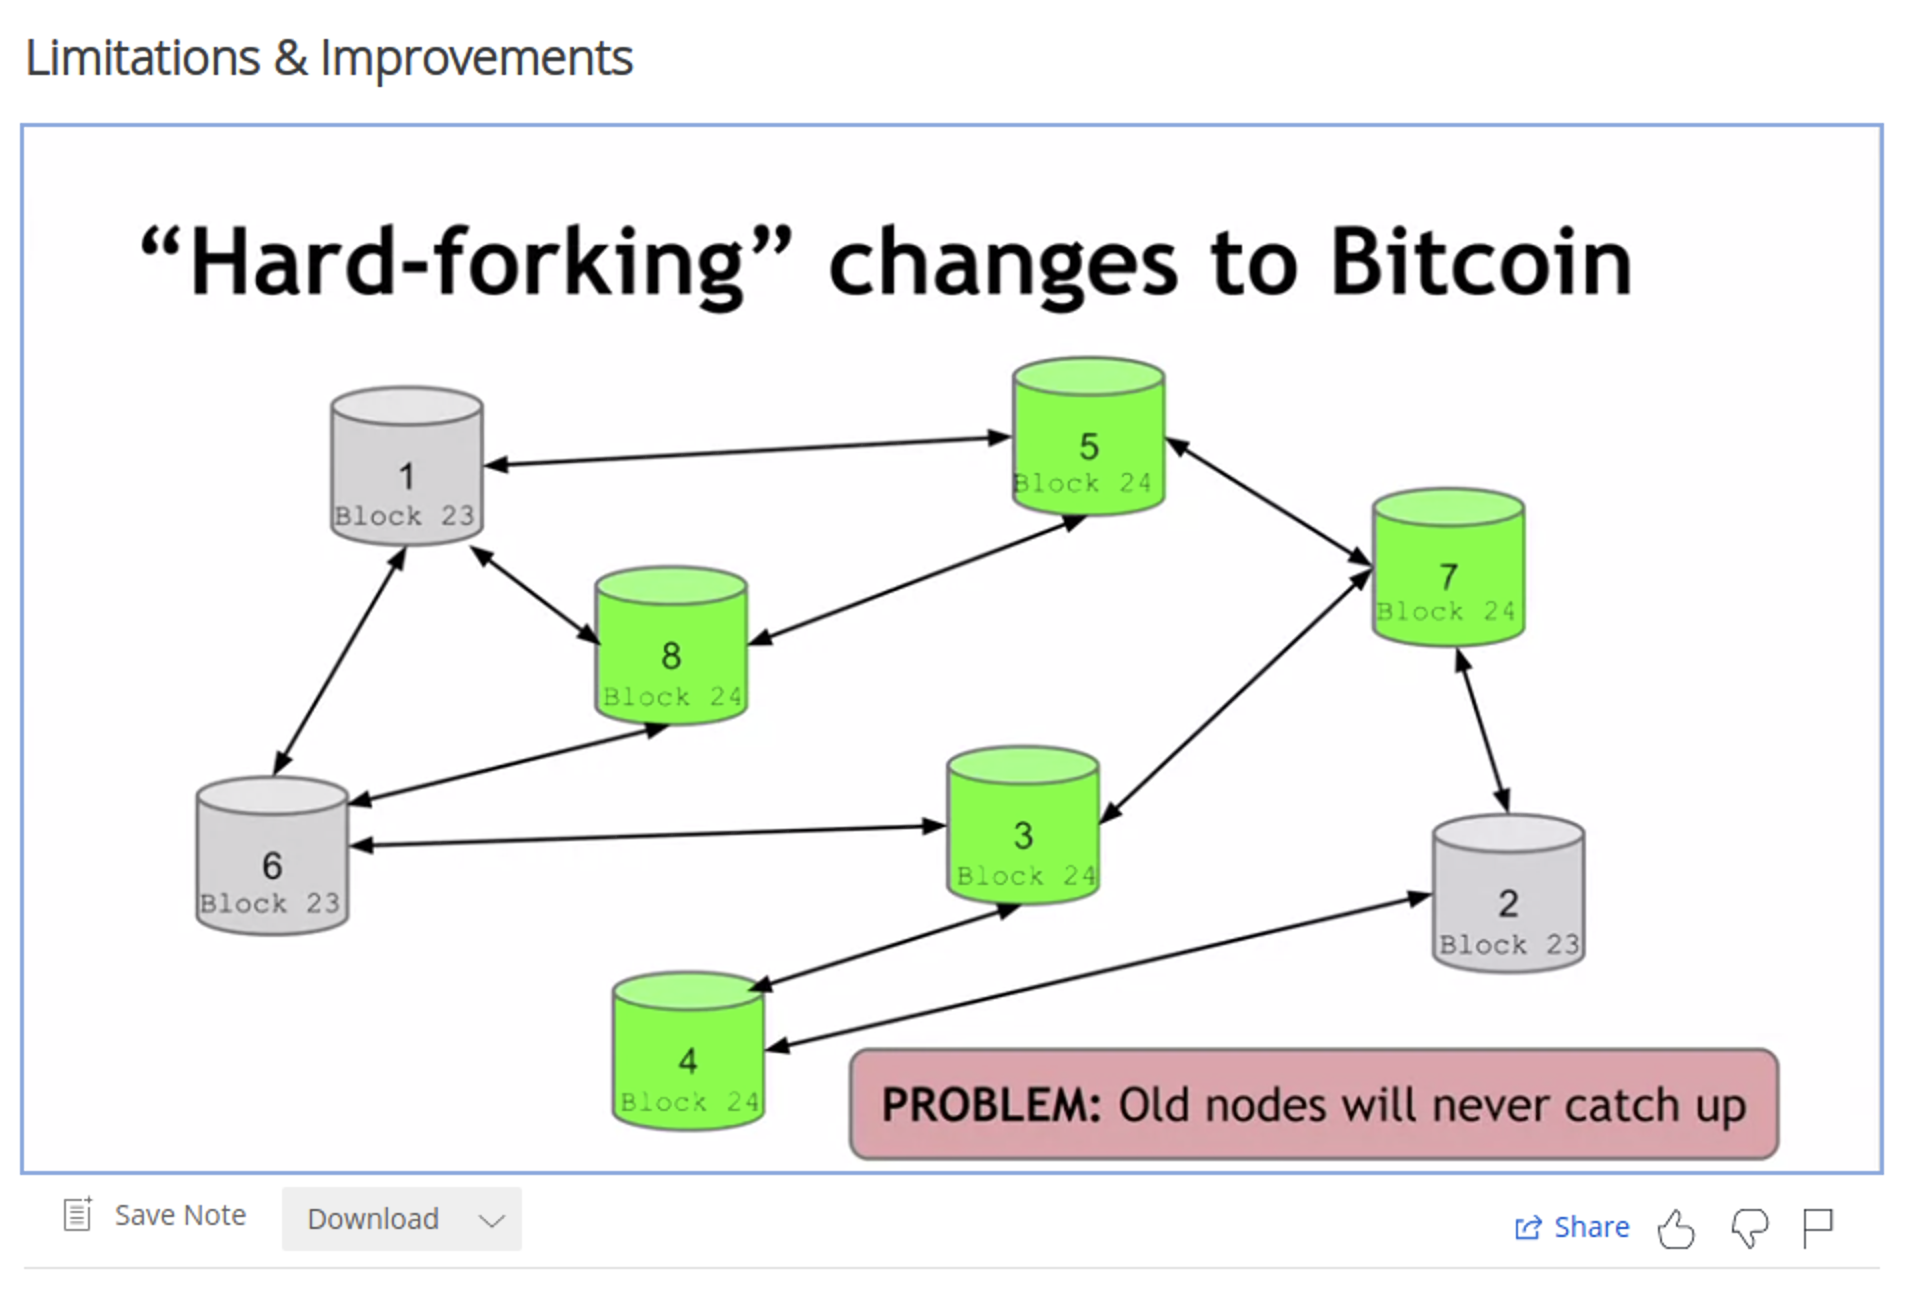 Limitations & Improvements
“Hard-forking” changes to Bitcoin
1
Block 23
5
Block 24
7
Block 24
8
Block 24
6
Block 23
3
Block 24
2
Block 23
4
Block 24
PROBLEM: Old nodes will never catch up
Save Note
Download
Share